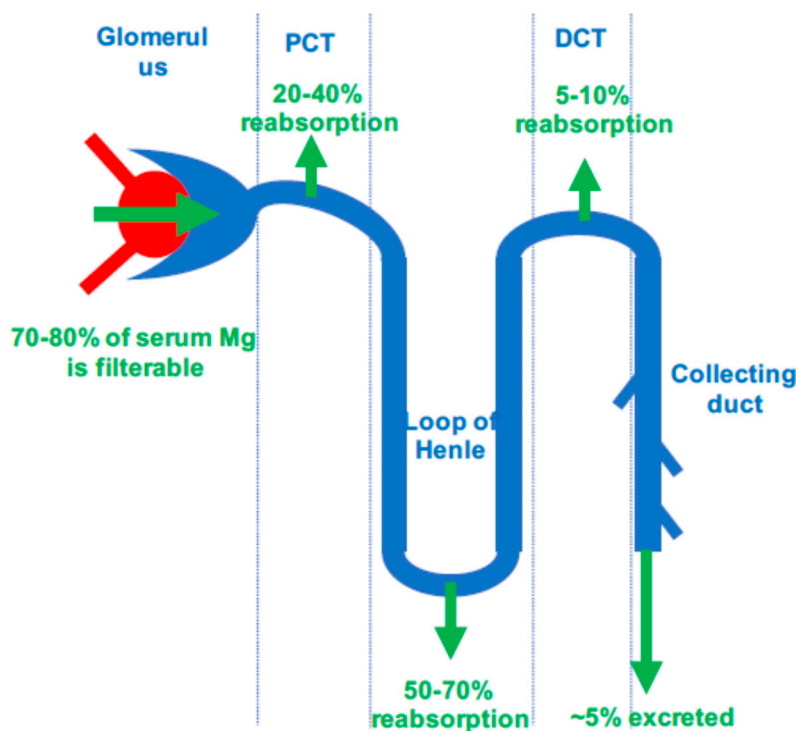 Glomerul
us
PCT
DCT
20-40%
reabsorption
5-10%
reabsorption
70-80% of serum Mg
is filterable
Loop of
Henle
Collecting
duct
50-70%
reabsorption
~5% excreted